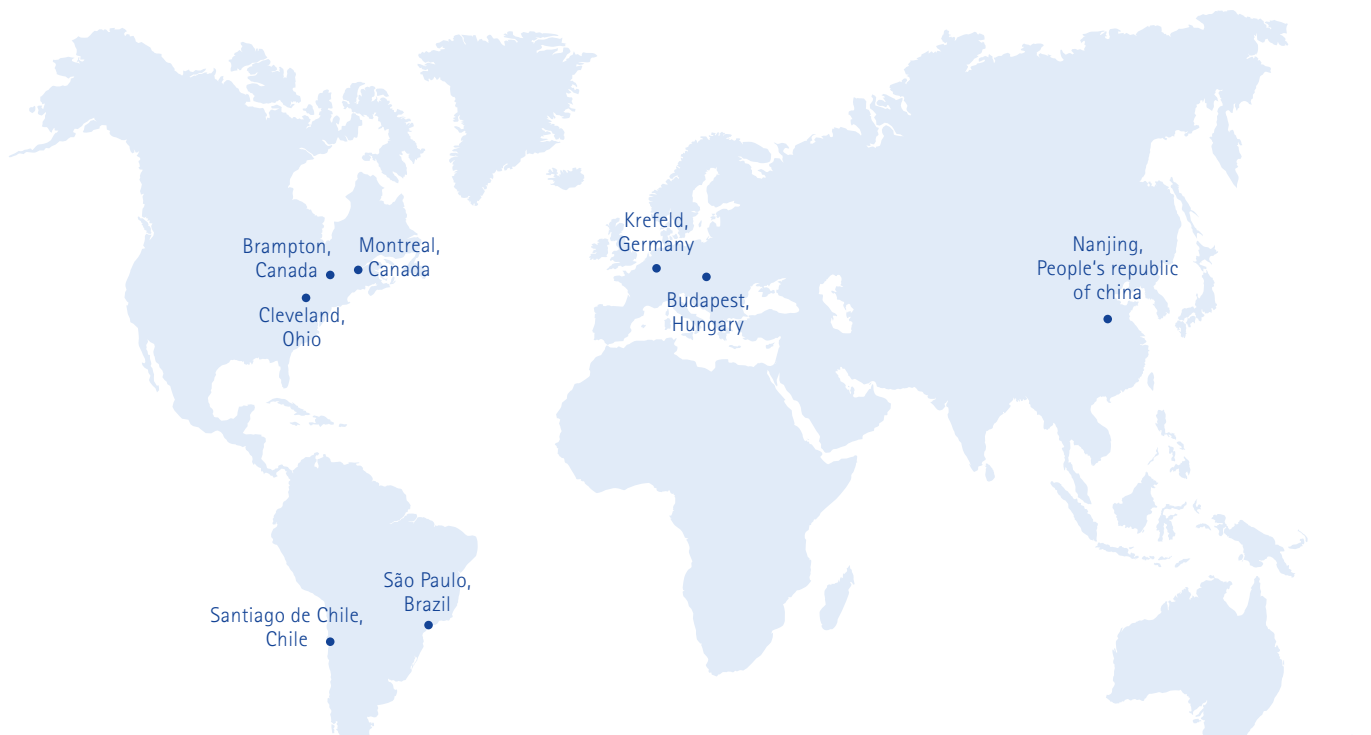 Brampton,
Canada
Montreal,
Canada
Cleveland,
Ohio
Krefeld,
Germany
Budapest,
Hungary
Nanjing,
People‘s republic
of china
São Paulo,
Brazil
Santiago de Chile,
Chile